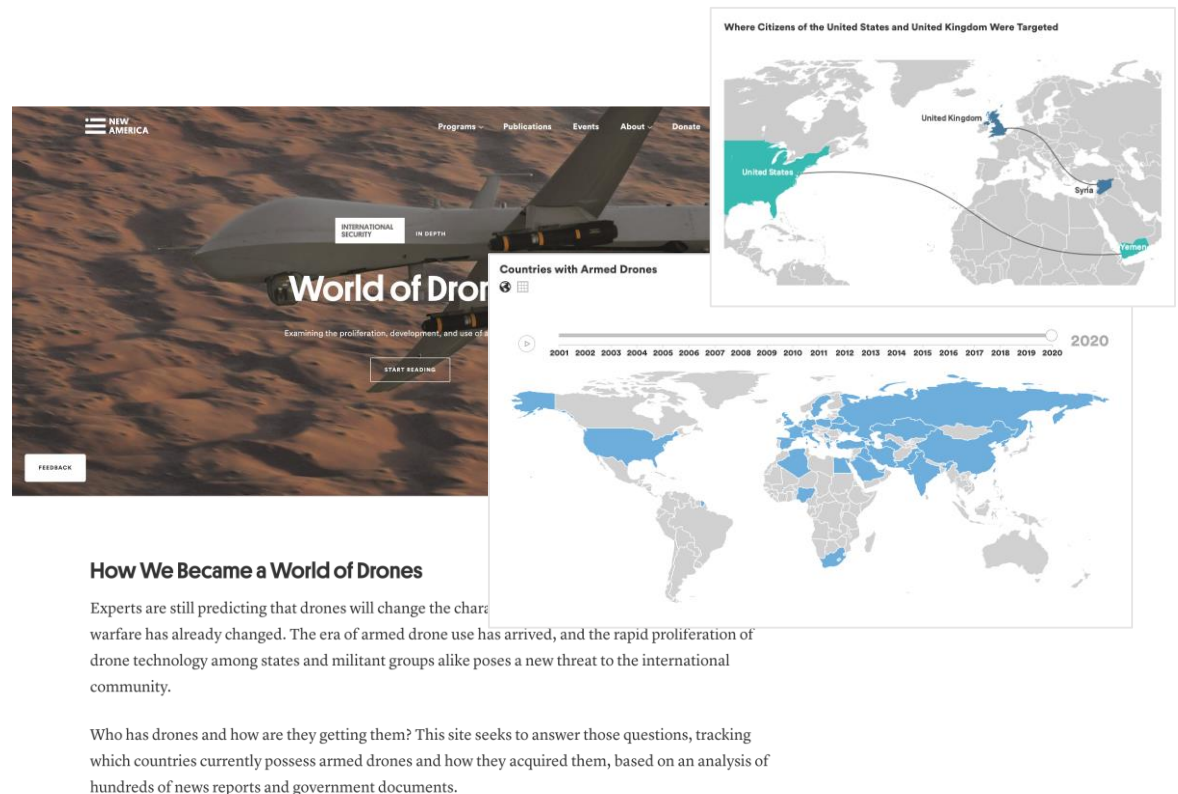 Where Citizens of the United States and United Kingdom Were Targeted
United Kingdom
United States
Syria
Yemen
NEW
AMERICA
Programs
Publications
Events
About
Donate
INTERNATIONAL
SECURITY
IN DEPTH
World of Dro
Examining the proliferation, development, and use of
START READING
FEEDBACK
Countries with Armed Drones
2020
2001 2002 2003 2004 2005 2006 2007 2008 2009 2010 2011 2012 2013 2014 2015 2016 2017 2018 2019 2020
How We Became a World of Drones
Experts are still predicting that drones will change the chara
warfare has already changed. The era of armed drone use has arrived, and the rapid proliferation of
drone technology among states and militant groups alike poses a new threat to the international
community.
Who has drones and how are they getting them? This site seeks to answer those questions, tracking
which countries currently possess armed drones and how they acquired them, based on an analysis of
hundreds of news reports and government documents.